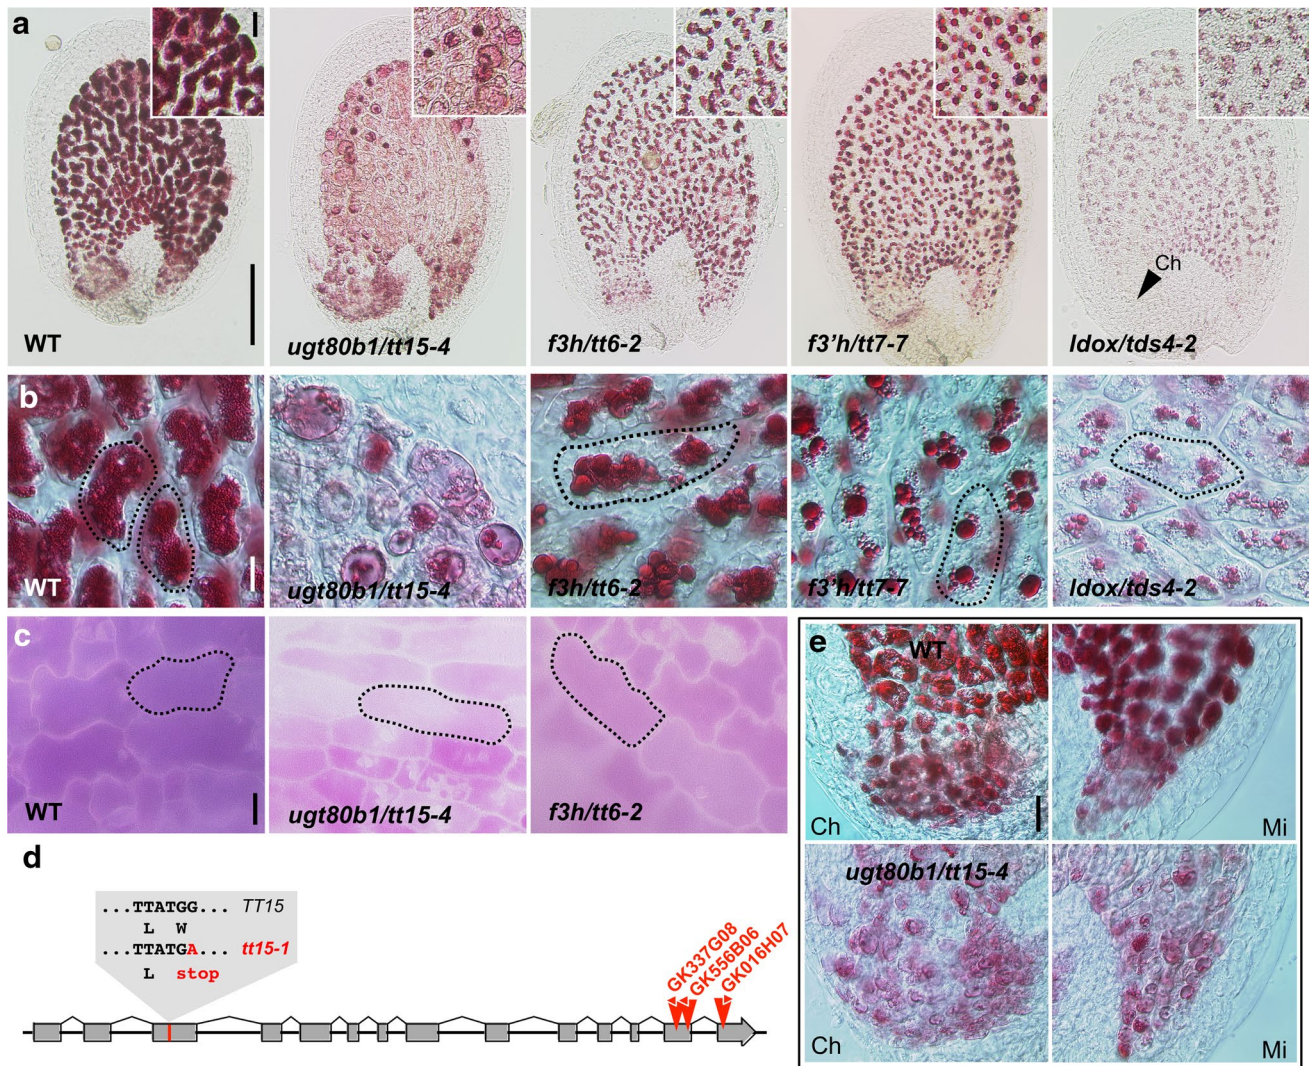 a
WT
ugt80b1/tt15-4
f3h/tt6-2
f3'h/tt7-7
Ch
ldox/tds4-2
b
WT
ugt80b1/tt15-4
f3h/tt6-2
f3'h/tt7-7
ldox/tds4-2
c
WT
ugt80b1/tt15-4
f3h/tt6-2
d
...TTATGG... TT15
L W
...TTATGA... tt15-1
L stop
GK337G08
GK556B06
GK016H07
e
WT
Ch
Mi
ugt80b1/tt15-4
Ch
Mi